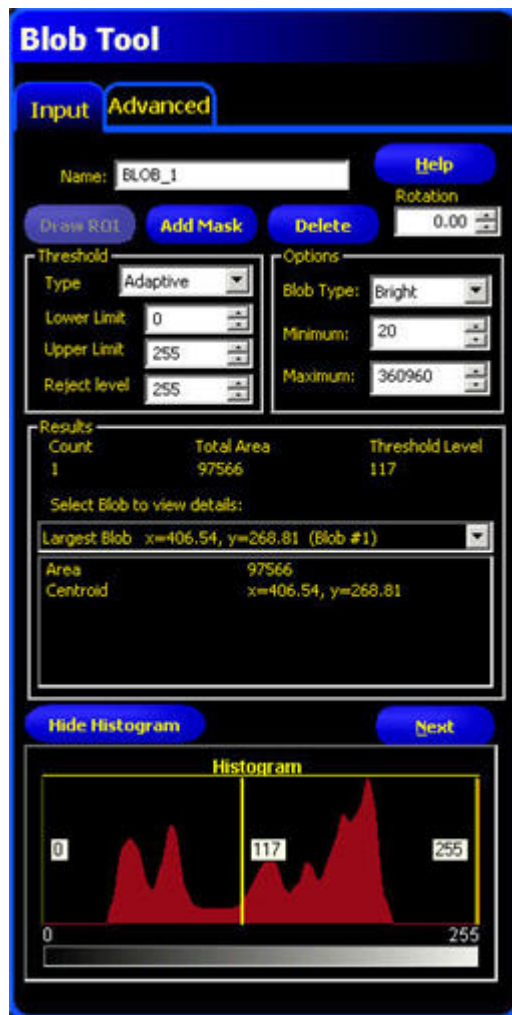 Blob Tool
Input Advanced
Name: BLOB_1 Help
Draw ROI Add Mask Delete Rotation 0.00
Threshold
Type Adaptive
Lower Limit 0
Upper Limit 255
Reject level 255
Options
Blob Type: Bright
Minimum: 20
Maximum: 360960
Results
Count Total Area Threshold Level
1 97566 117
Select Blob to view details:
Largest Blob x=406.54, y=268.81 (Blob #1)
Area 97566
Centroid x=406.54, y=268.81
Hide Histogram Next
Histogram
0 117 255
0 255